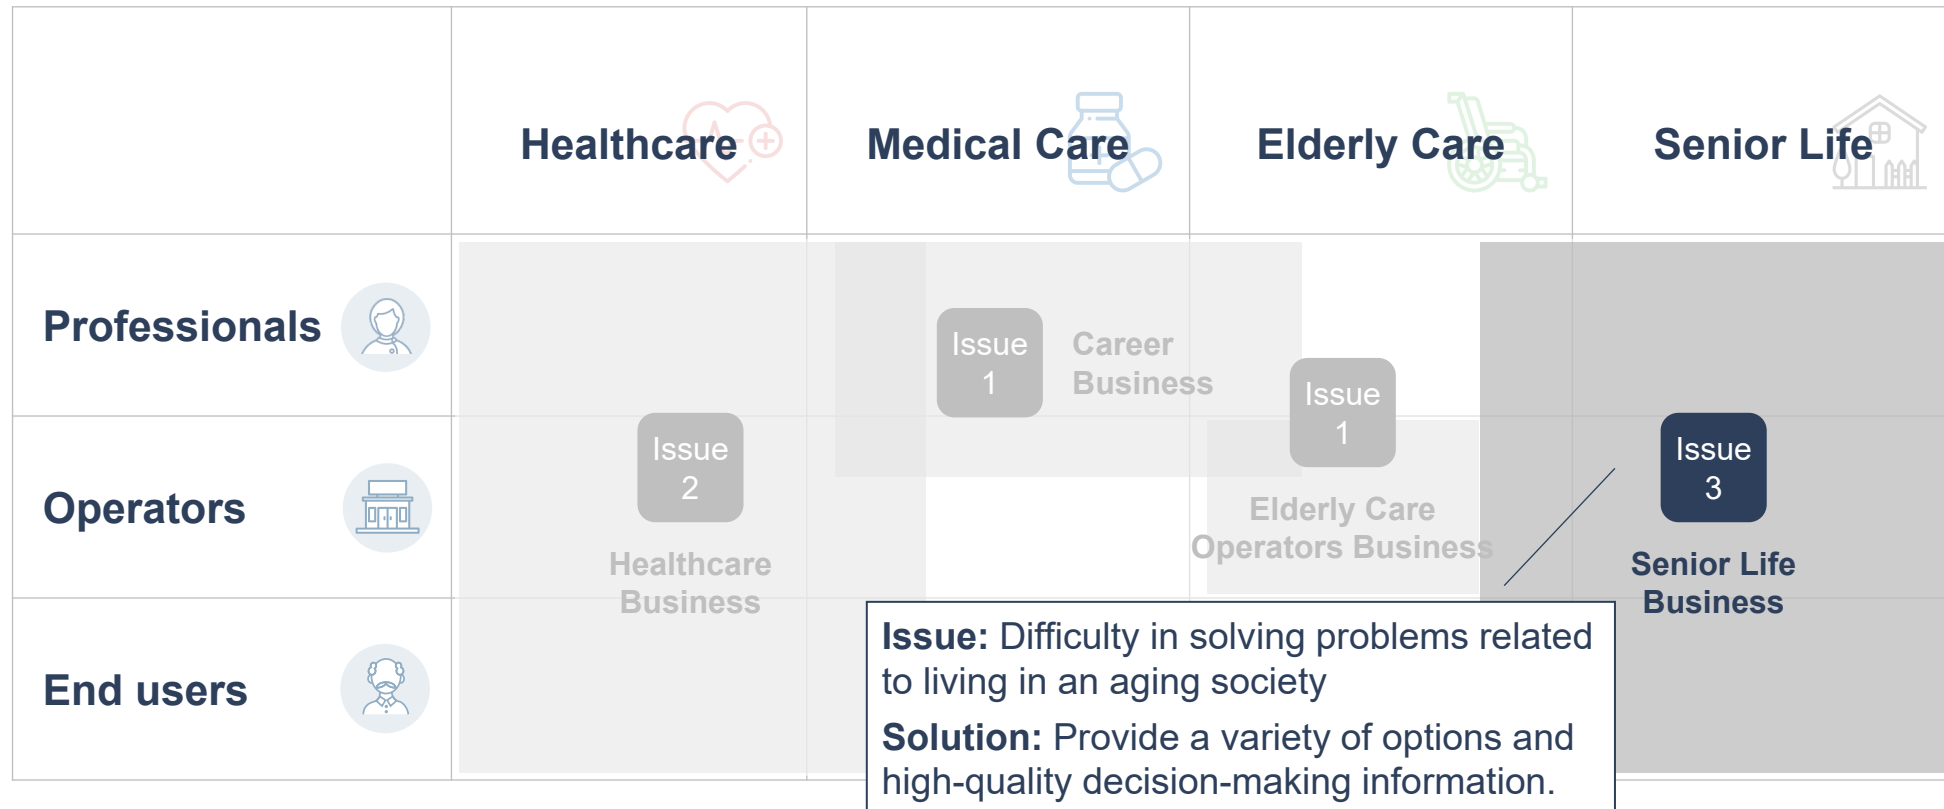 Healthcare
Medical Care
Elderly Care
Senior Life
Professionals
Issue
1
Career
Business
Issue
1
Operators
Issue
2
Healthcare
Business
Elderly Care
Operators Business
Issue
3
Senior Life
Business
End users
Issue: Difficulty in solving problems related
to living in an aging society
Solution: Provide a variety of options and
high-quality decision-making information.